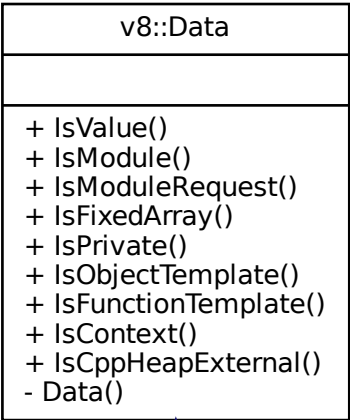 v8::Data
+ IsValue()
+ IsModule()
+ IsModuleRequest()
+ IsFixedArray()
+ IsPrivate()
+ IsObjectTemplate()
+ IsFunctionTemplate()
+ IsContext()
+ IsCppHeapExternal()
- Data()